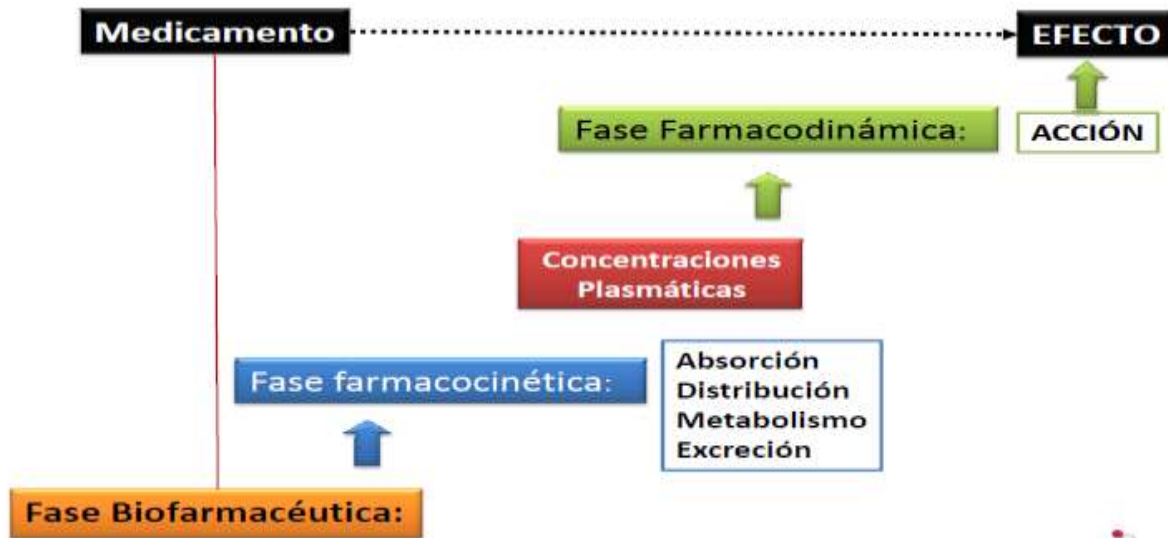 Medicamento
EFECTO
Fase Farmacodinámica:
ACCIÓN
Concentraciones
Plasmáticas
Fase farmacocinética:
Absorción
Distribución
Metabolismo
Excreción
Fase Biofarmacéutica: